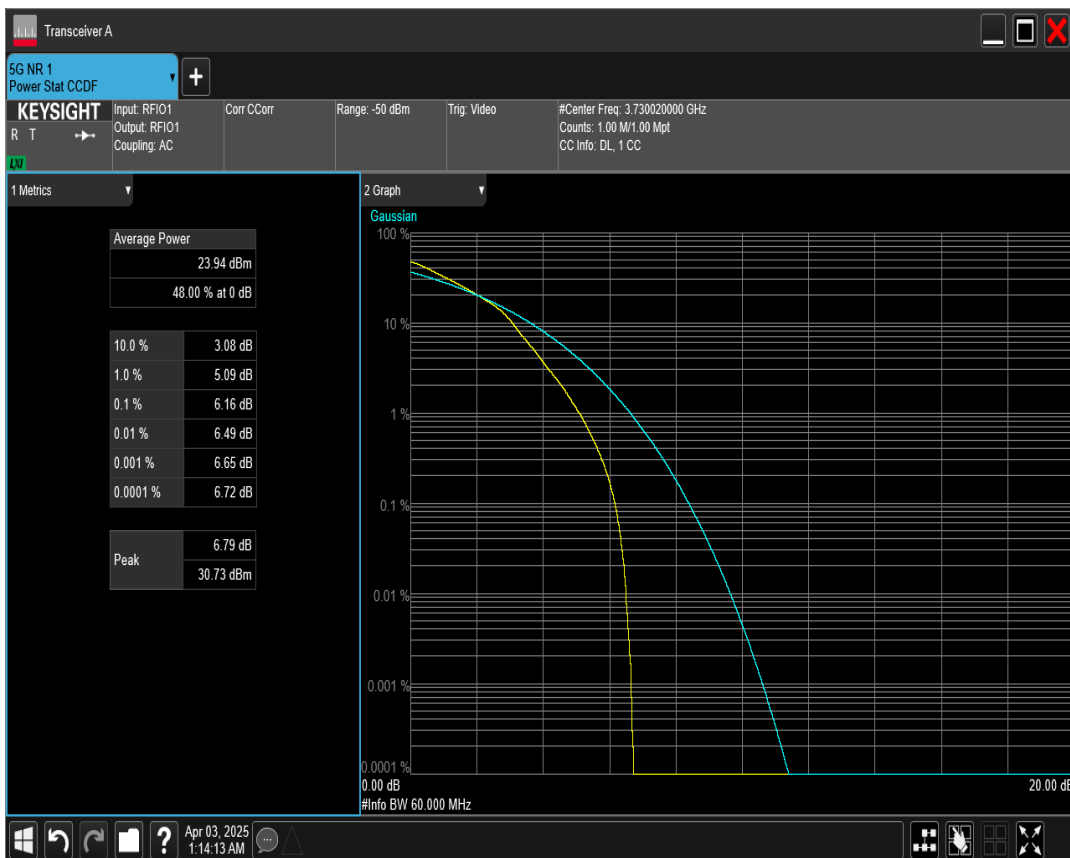 Transceiver A
5G NR 1
Power Stat CCDF
+
KEYSIGHT
R T
LXI
Input: RFIO1
Output: RFIO1
Coupling: AC
Corr CCorr
Range: -50 dBm
Trig: Video
#Center Freq: 3.730020000 GHz
Counts: 1.00 M/1.00 Mpt
CC Info: DL, 1 CC
1 Metrics
Average Power
23.94 dBm
48.00 % at 0 dB
10.0 % 3.08 dB
1.0 % 5.09 dB
0.1 % 6.16 dB
0.01 % 6.49 dB
0.001 % 6.65 dB
0.0001 % 6.72 dB
Peak 6.79 dB
30.73 dBm
2 Graph
Gaussian
100 %
10 %
1 %
0.1 %
0.01 %
0.001 %
0.0001 %
0.00 dB 20.00 dB
#Info BW 60.000 MHz
?
Apr 03, 2025
1:14:13 AM